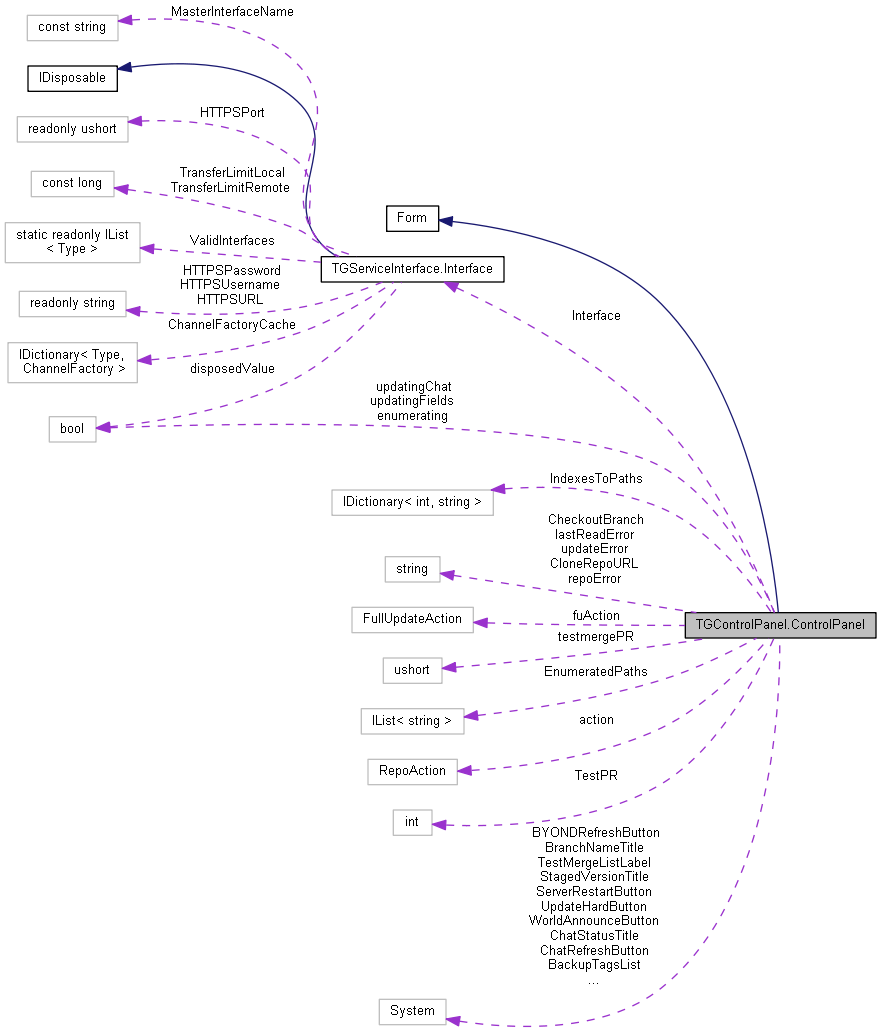 MasterInterfaceName
const string
IDisposable
HTTPSPort
readonly ushort
TransferLimitLocal
TransferLimitRemote
const long
Form
static readonly IList
< Type >
ValidInterfaces
TGServiceInterface.Interface
HTTPSPassword
HTTPSUsername
HTTPSURL
readonly string
Interface
ChannelFactoryCache
IDictionary< Type,
ChannelFactory >
disposedValue
updatingChat
updatingFields
enumerating
bool
IndexesToPaths
IDictionary< int, string >
CheckoutBranch
lastReadError
updateError
CloneRepoURL
repoError
string
fuAction
FullUpdateAction
TGControlPanel.ControlPanel
testmergePR
ushort
EnumeratedPaths
IList< string >
action
RepoAction
TestPR
int
BYONDRefreshButton
BranchNameTitle
TestMergeListLabel
StagedVersionTitle
ServerRestartButton
UpdateHardButton
WorldAnnounceButton
ChatStatusTitle
ChatRefreshButton
BackupTagsList
...
System